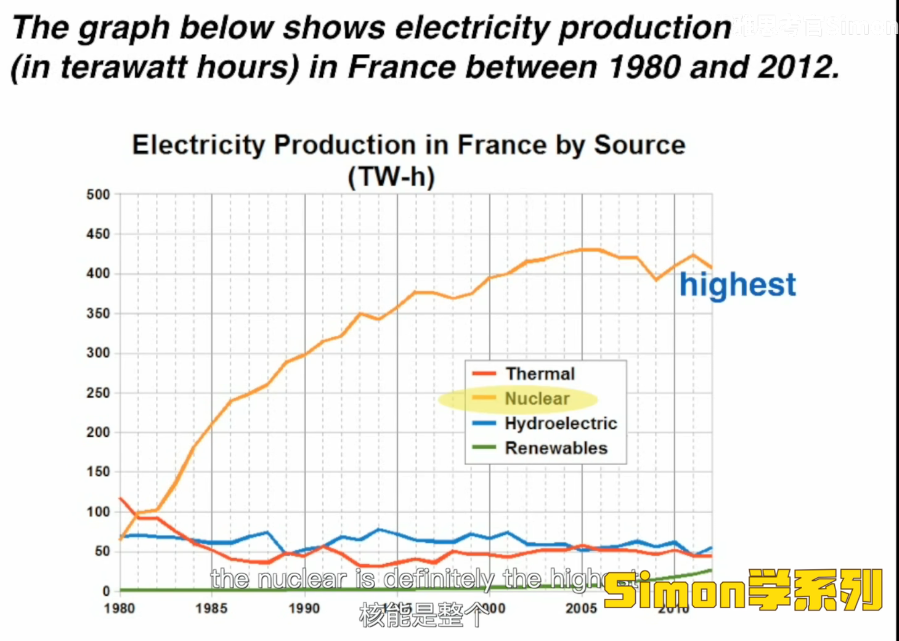 The graph below shows electricity production
(in terawatt hours) in France between 1980 and 2012.
Electricity Production in France by Source
(TW-h)
500
450
400
highest
350
300
Thermal
250
Nuclear
Hydroelectric
200
Renewables
150
100
50
the nuclear is definitely the highest
0
Simon学系列
1980
1985
1990
2005
2010
核能是整个